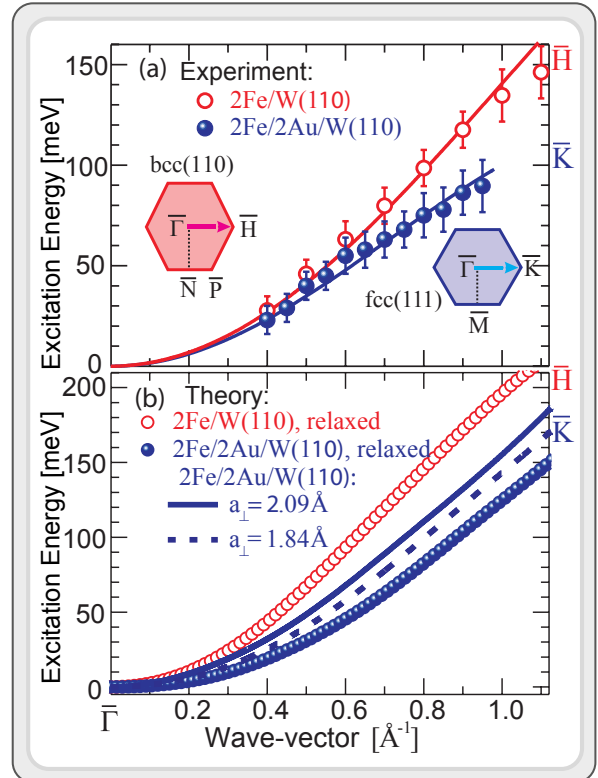 (a) Experiment:
2Fe/W(110)
2Fe/2Au/W(110)
H̅
K̅
150
100
50
0
Excitation Energy [meV]
bcc(110)
Γ̅ H̅
N̅ P̅
fcc(111)
Γ̅ K̅
M̅
(b) Theory:
2Fe/W(110), relaxed
2Fe/2Au/W(110), relaxed
2Fe/2Au/W(110):
a⊥=2.09Å
a⊥=1.84Å
H̅
K̅
200
150
100
50
0
Excitation Energy [meV]
Γ̅ 0.2 0.4 0.6 0.8 1.0
Wave-vector [Å⁻¹]